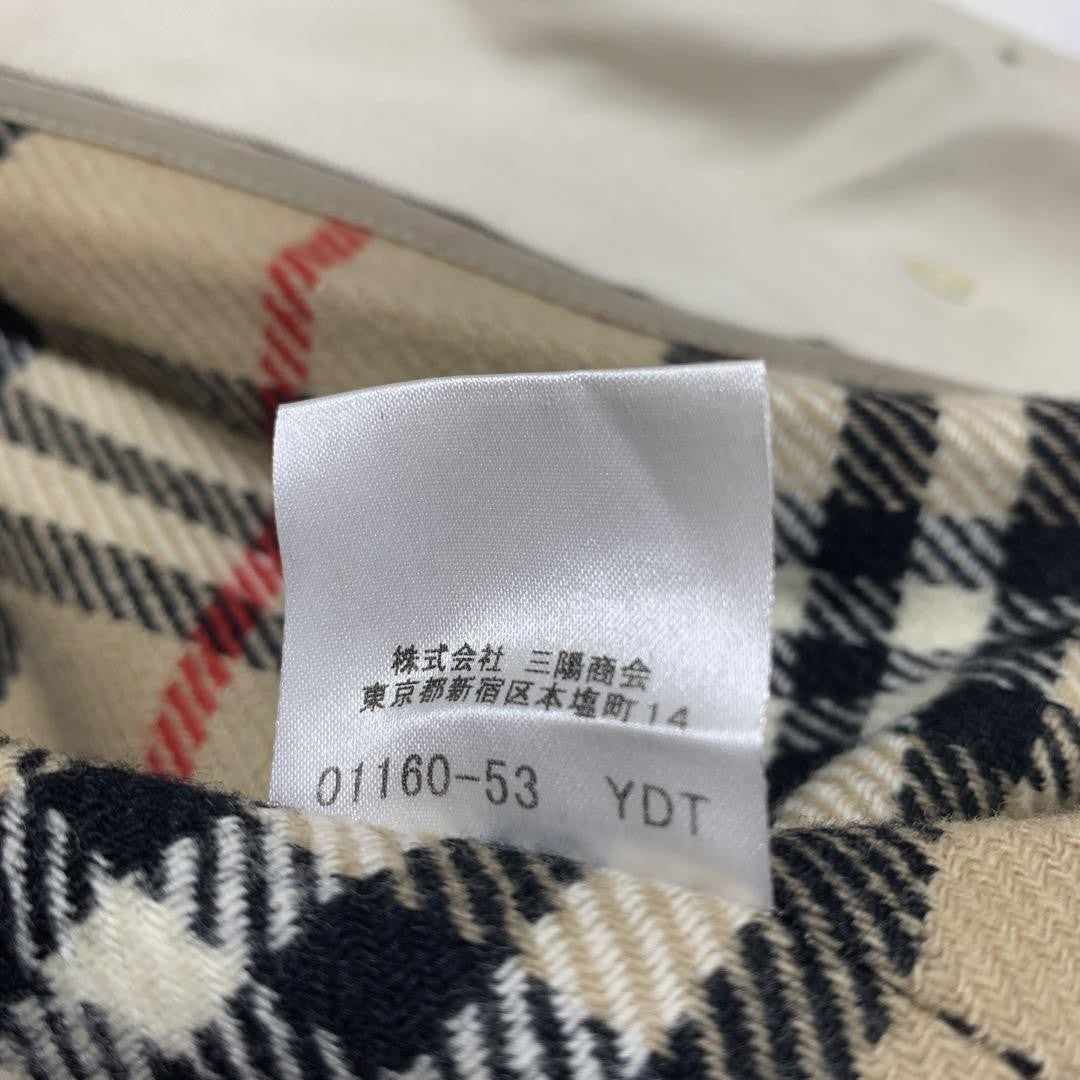 株式会社 三陽商会
東京都新宿区本塩町14
01160-53 YDT